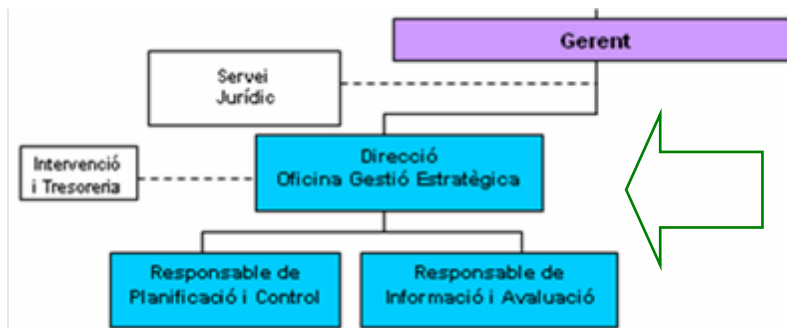 Gerent
Servei
Jurídic
Direcció
Oficina Gestió Estratègica
Intervenció
i Tresoreria
Responsable de
Planificació i Control
Responsable de
Informació i Avaluació